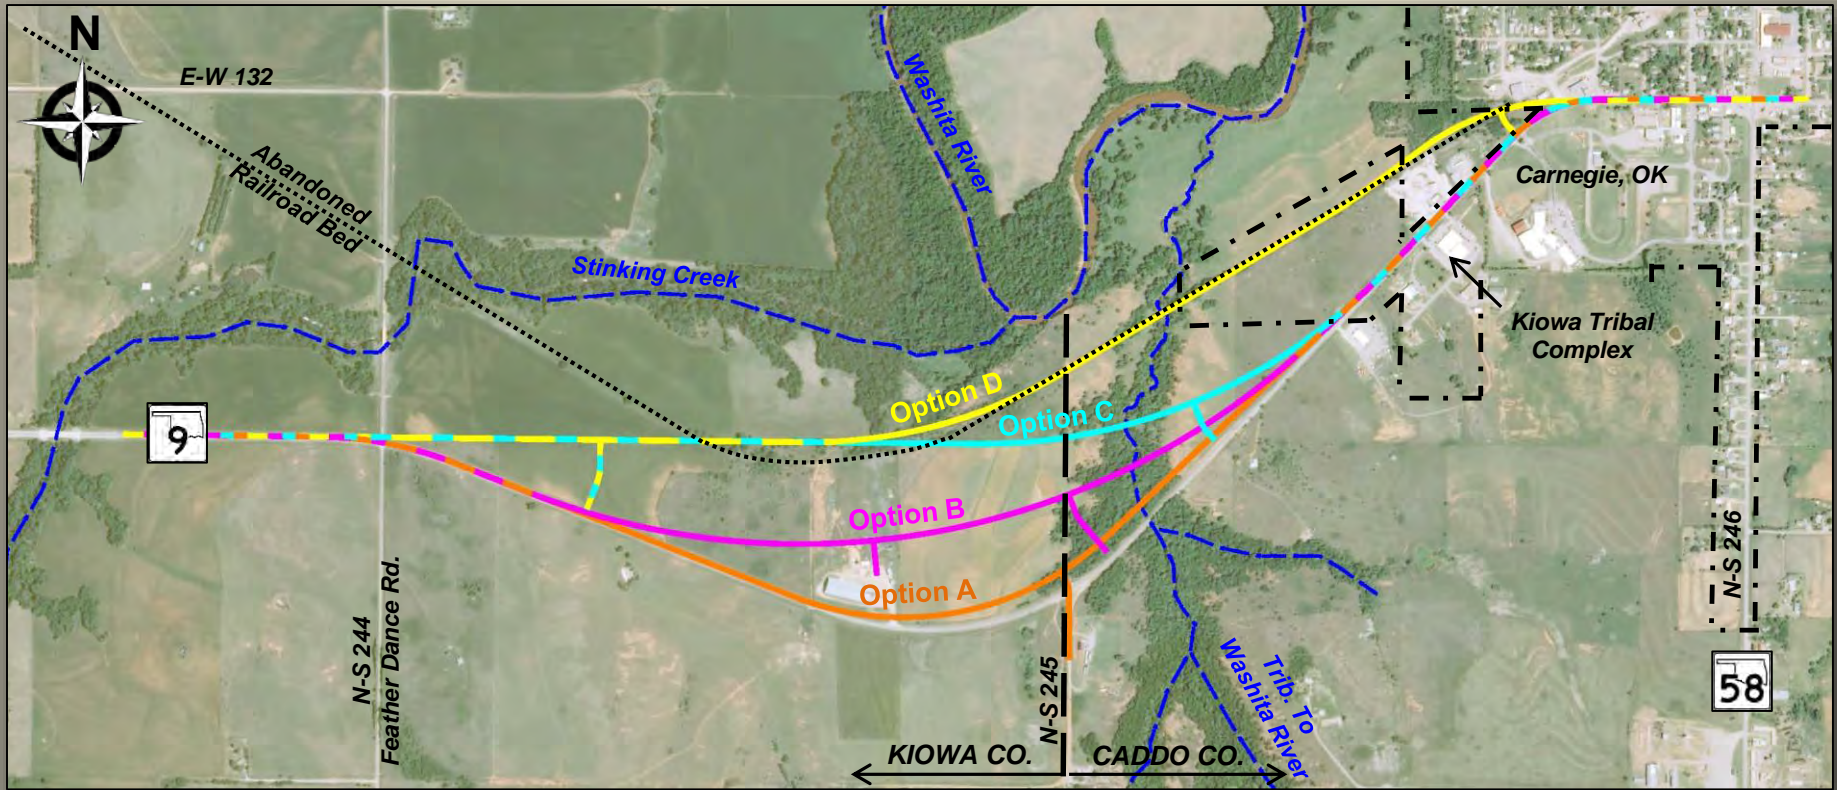 N
E-W 132
Washita River
Abandoned
Railroad Bed
Carnegie, OK
Stinking Creek
Kiowa Tribal
Complex
Option D
Option C
9
Option B
Option A
N-S 244
Feather Dance Rd.
N-S 245
N-S 246
Trib. To
Washita River
58
KIOWA CO.
CADDO CO.